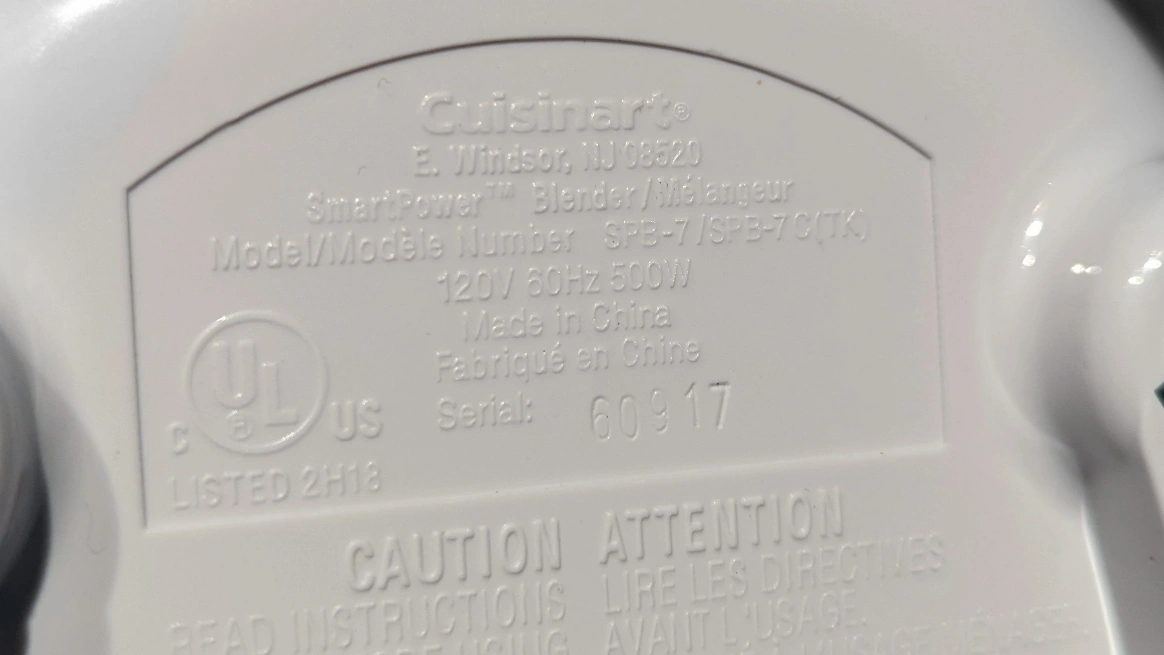 Cuisinart®
E. Windsor, NJ 08520
SmartPower™ Blender/Mélangeur
Model/Modèle Number SPB-7/SPB-7C(TK)
120V 60Hz 500W
Made in China
Fabriqué en Chine
Serial: 60917
UL®
C US
LISTED 2H18
CAUTION
READ INSTRUCTIONS
ATTENTION
LIRE LES DIRECTIVES
AVANT L'USAGE.